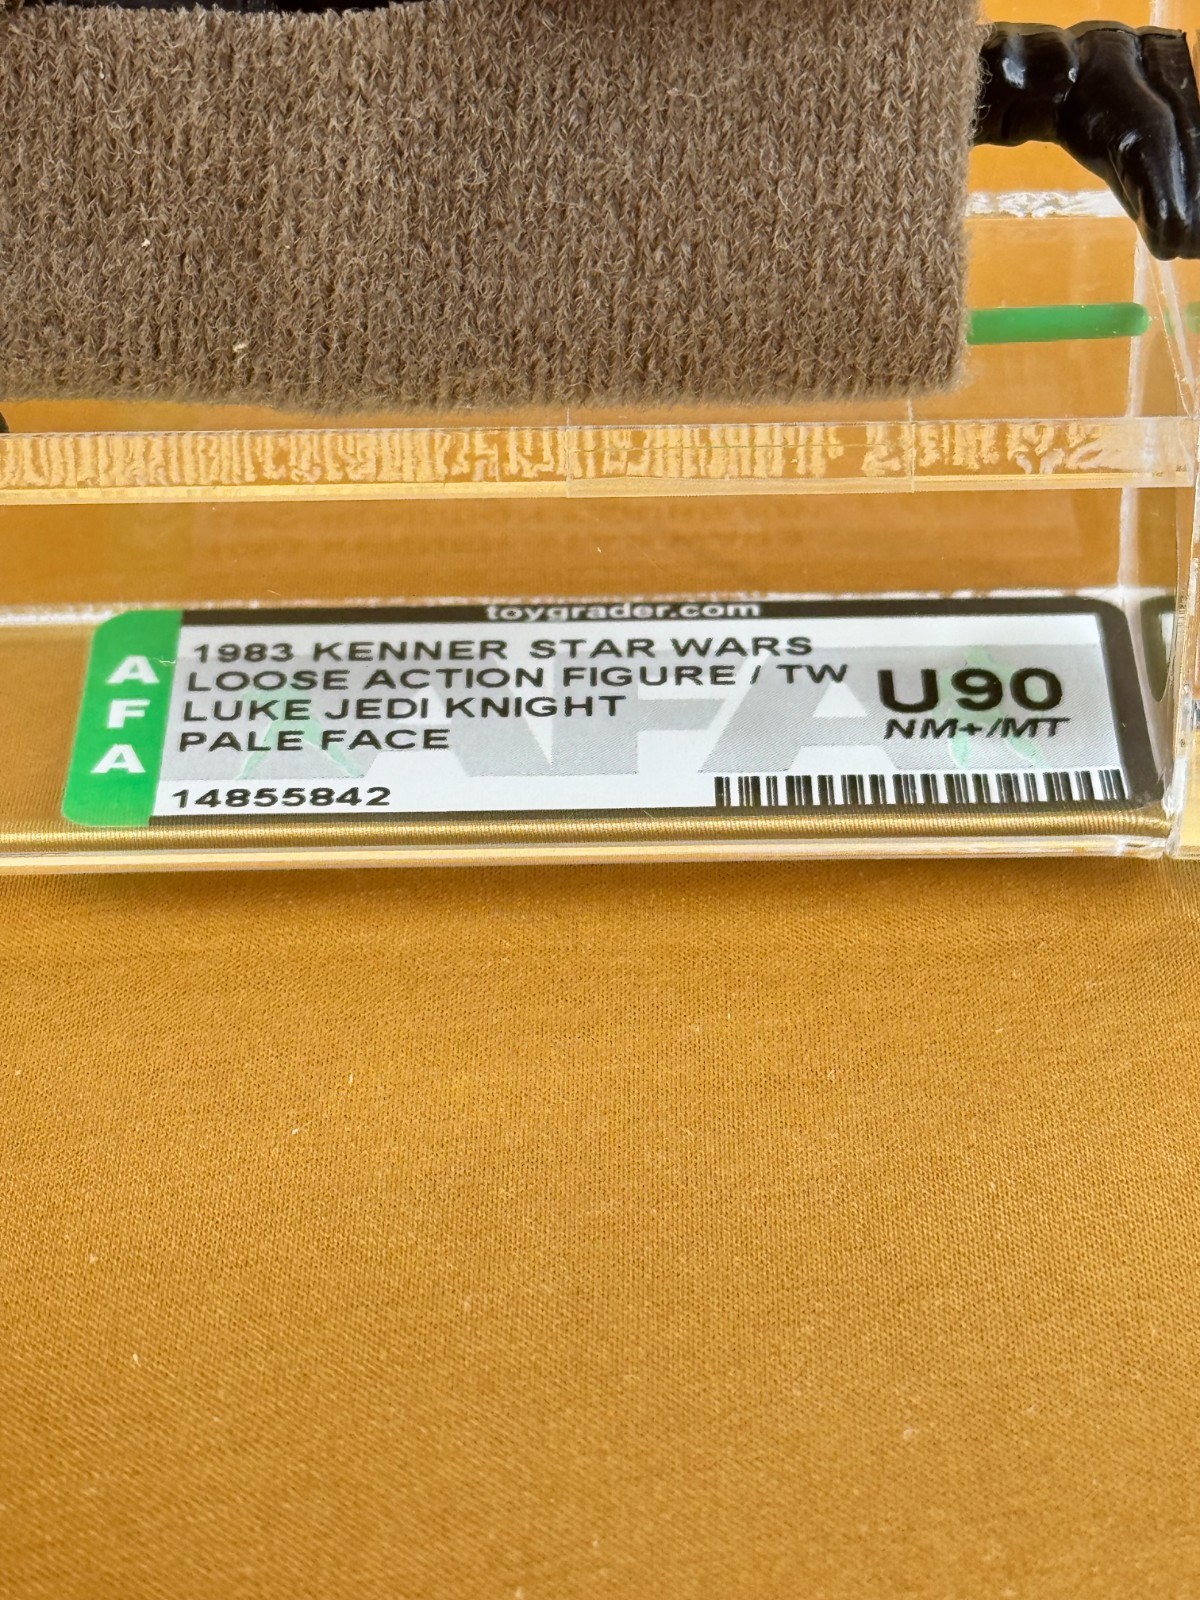 toygrader.com
AFA
1983 KENNER STAR WARS
LOOSE ACTION FIGURE / TW
LUKE JEDI KNIGHT
PALE FACE
U90
NM+/MT
14855842